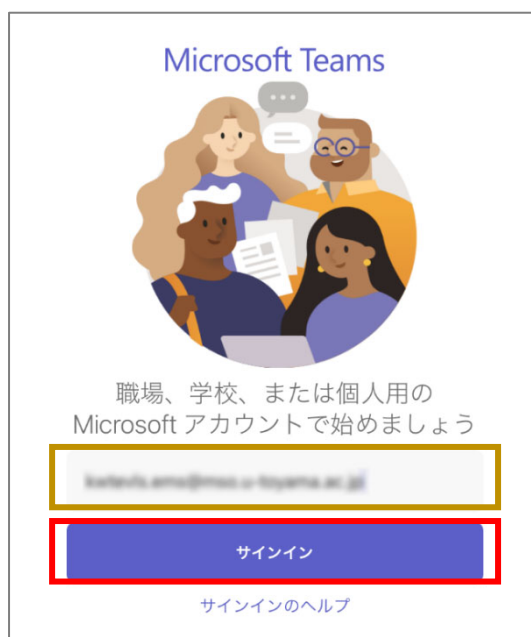 Microsoft Teams
職場、学校、または個人用の
Microsoft アカウントで始めましょう
サインイン
サインインのヘルプ